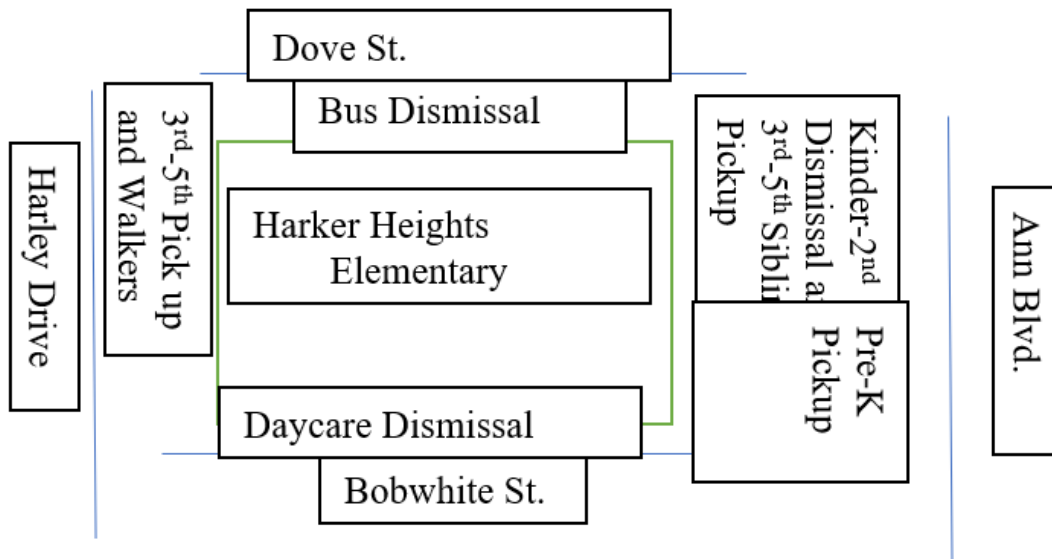 Dove St.
Bus Dismissal
Harley Drive
3rd-5th Pick up
and Walkers
Harker Heights
Elementary
Kinder-2nd
Dismissal
3rd-5th
Pickup
Pre-K
Pickup
Ann Blvd.
Daycare Dismissal
Bobwhite St.